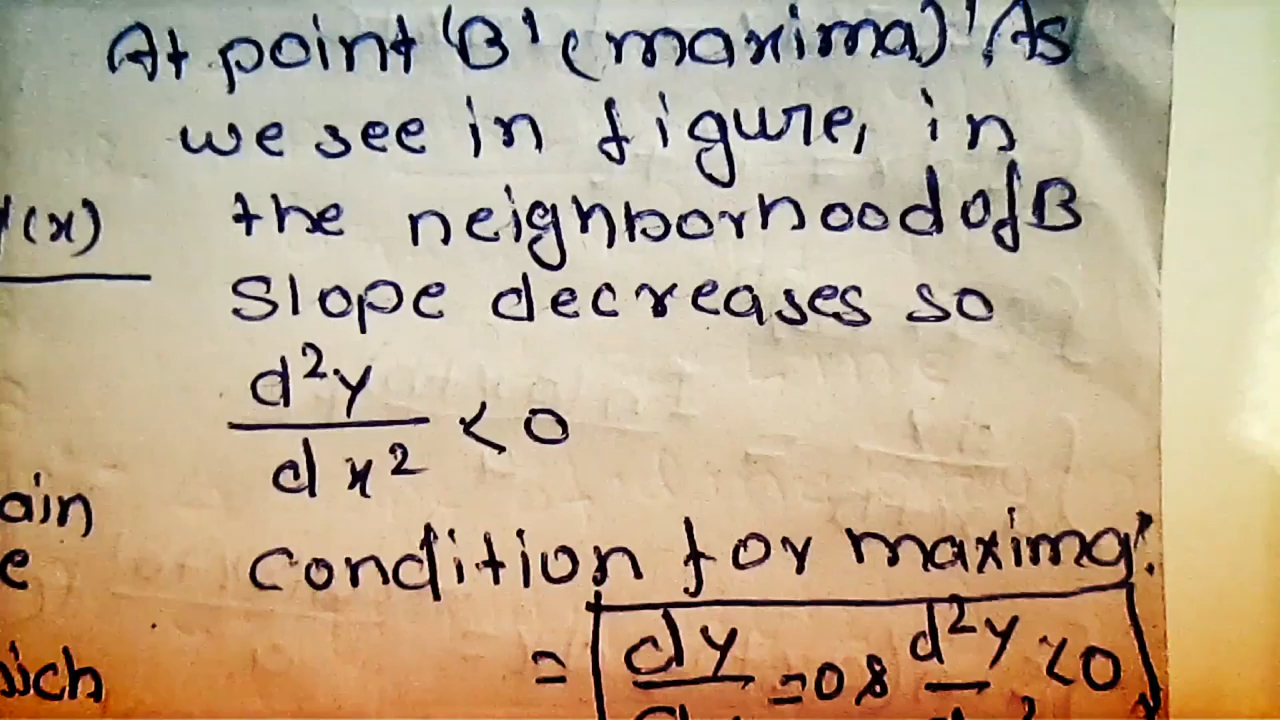 At point 'B' (maxima)' As
we see in figure, in
the neighborhood of B
'(x)
slope decreases so
d²y
dx² < 0
ain
condition for maxima:
e
= dy = 0 & d²y < 0
hich